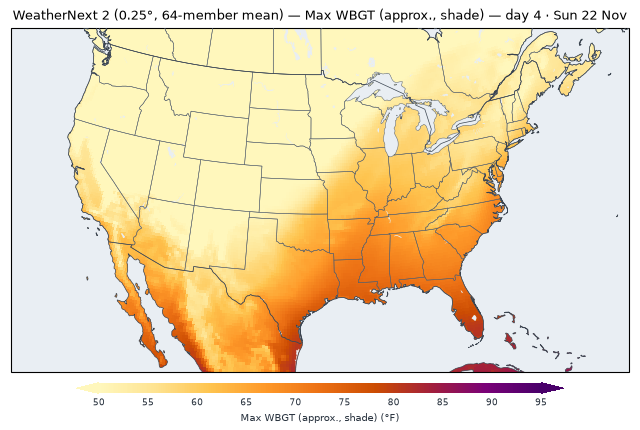 WeatherNext 2 (0.25°, 64-member mean) — Max WBGT (approx., shade) — day 4 · Sun 22 Nov
50 55 60 65 70 75 80 85 90 95
Max WBGT (approx., shade) (°F)